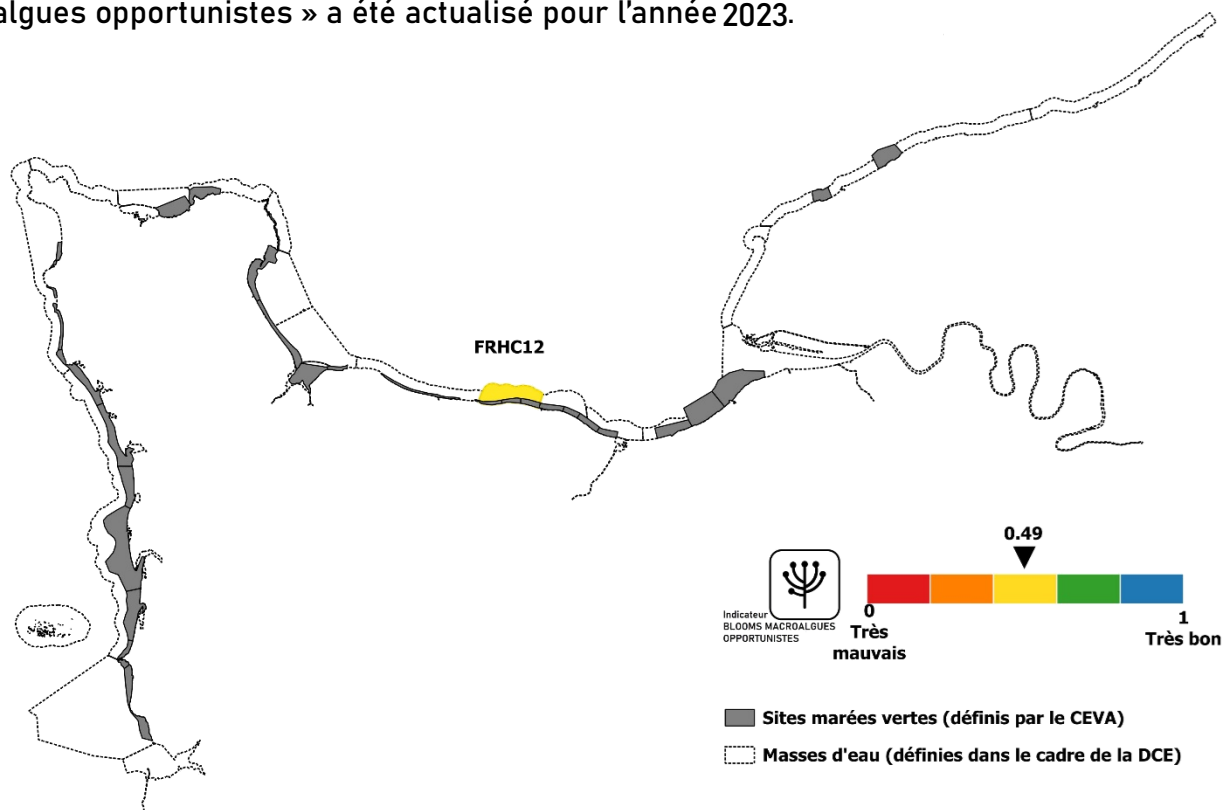 algues opportunistes » a été actualisé pour l'année 2023.
FRHC12
0.49
Indicateur
BLOOMS MACROALGUES
OPPORTUNISTES
0
Très
mauvais
1
Très bon
Sites marées vertes (définis par le CEVA)
Masses d'eau (définies dans le cadre de la DCE)